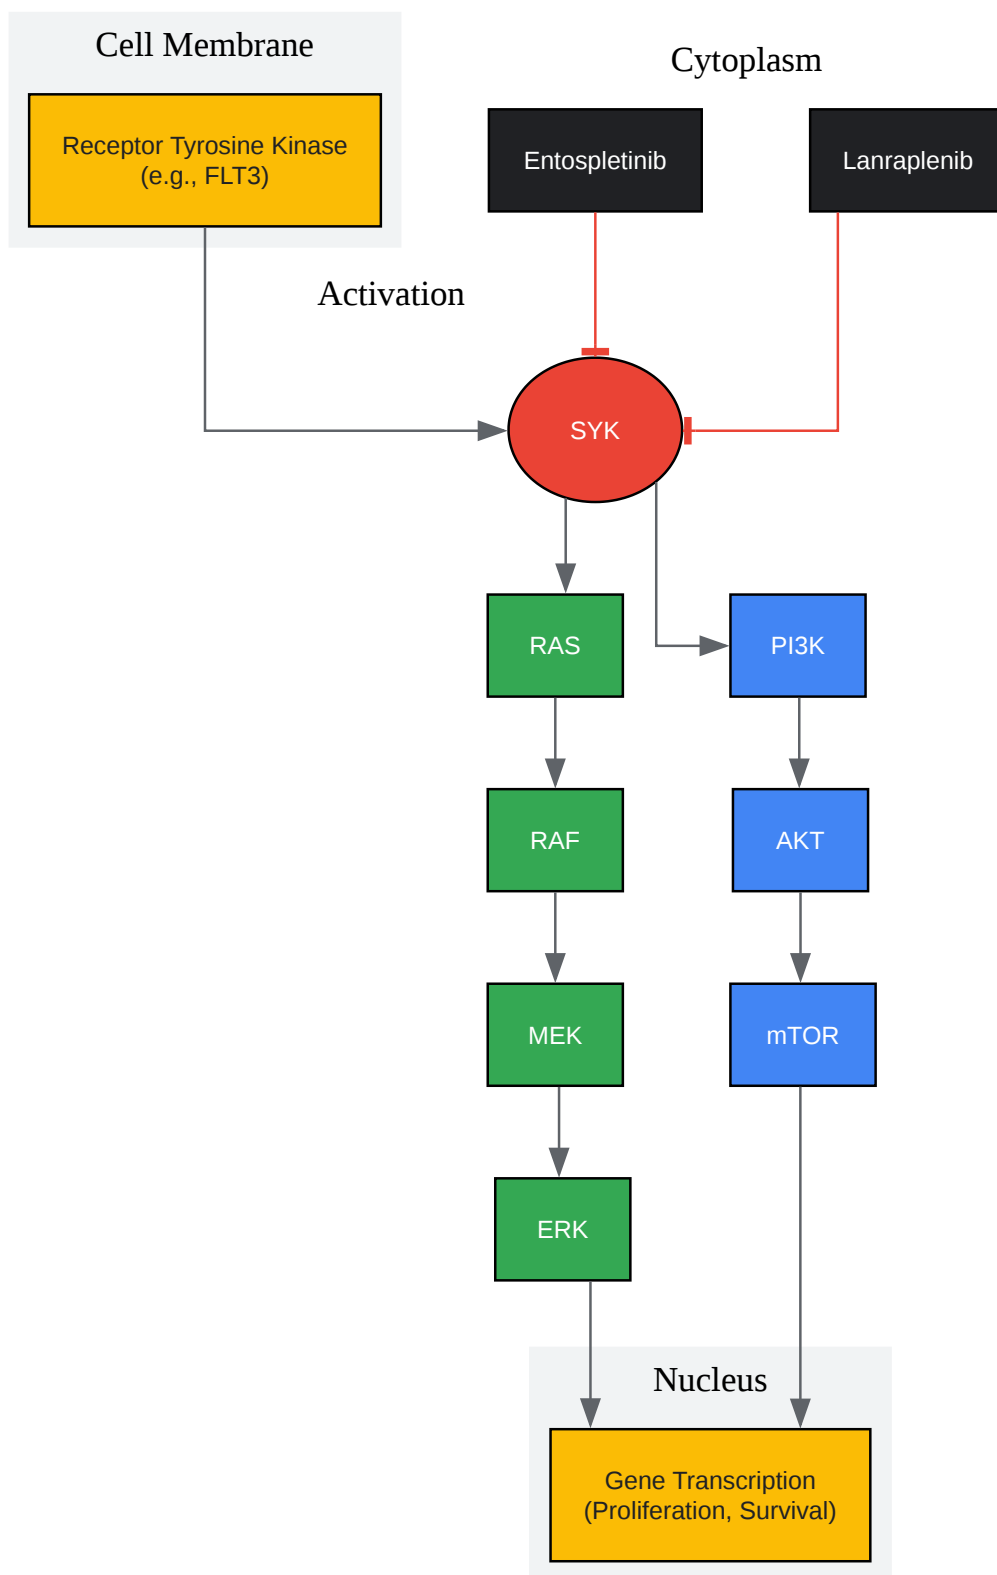 Cell Membrane
Cytoplasm
Receptor Tyrosine Kinase
(e.g., FLT3)
Entospletinib
Lanraplenib
Activation
SYK
RAS
PI3K
RAF
AKT
MEK
mTOR
ERK
Nucleus
Gene Transcription
(Proliferation, Survival)